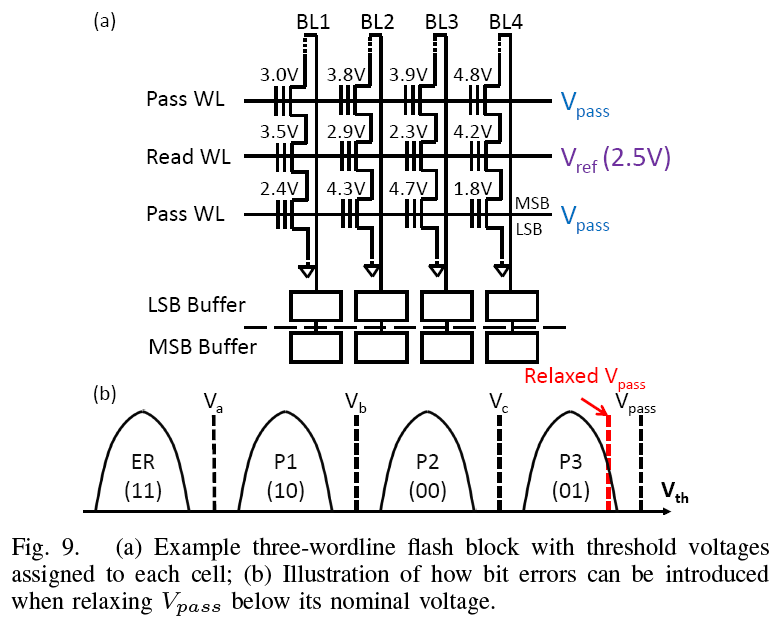 (a)
BL1 BL2 BL3 BL4
3.0V 3.8V 3.9V 4.8V
Pass WL Vpass
3.5V 2.9V 2.3V 4.2V
Read WL Vref (2.5V)
2.4V 4.3V 4.7V 1.8V
MSB
Pass WL Vpass
LSB
LSB Buffer
MSB Buffer
Relaxed Vpass
(b)
Va Vb Vc Vpass
ER P1 P2 P3
(11) (10) (00) (01)
Vth
Fig. 9. (a) Example three-wordline flash block with threshold voltages
assigned to each cell; (b) Illustration of how bit errors can be introduced
when relaxing Vpass below its nominal voltage.